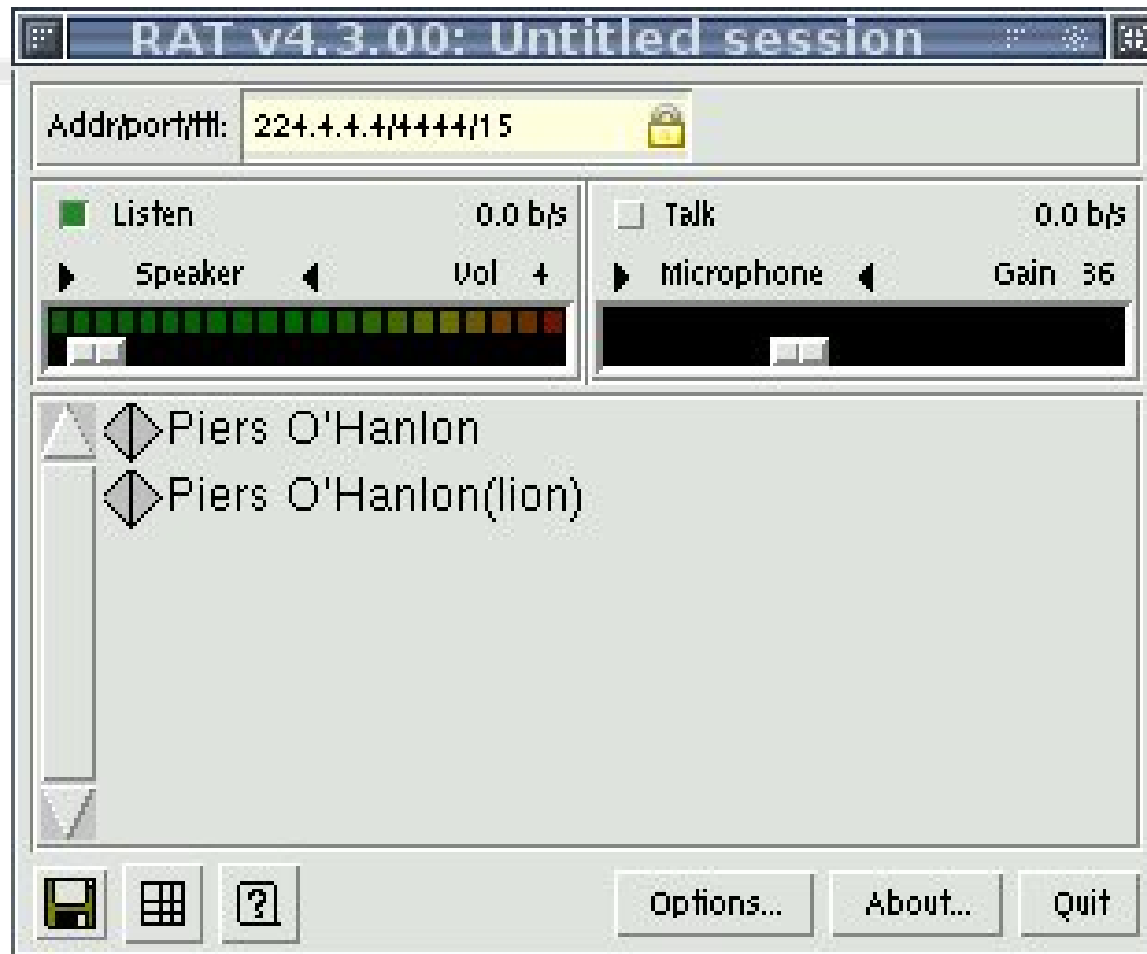 RAT v4.3.00: Untitled session
Addr/port/ttl: 224.4.4.4/4444/15
Listen 0.0 b/s Talk 0.0 b/s
Speaker Vol 4 Microphone Gain 36
Piers O'Hanlon
Piers O'Hanlon(lion)
? Options... About... Quit